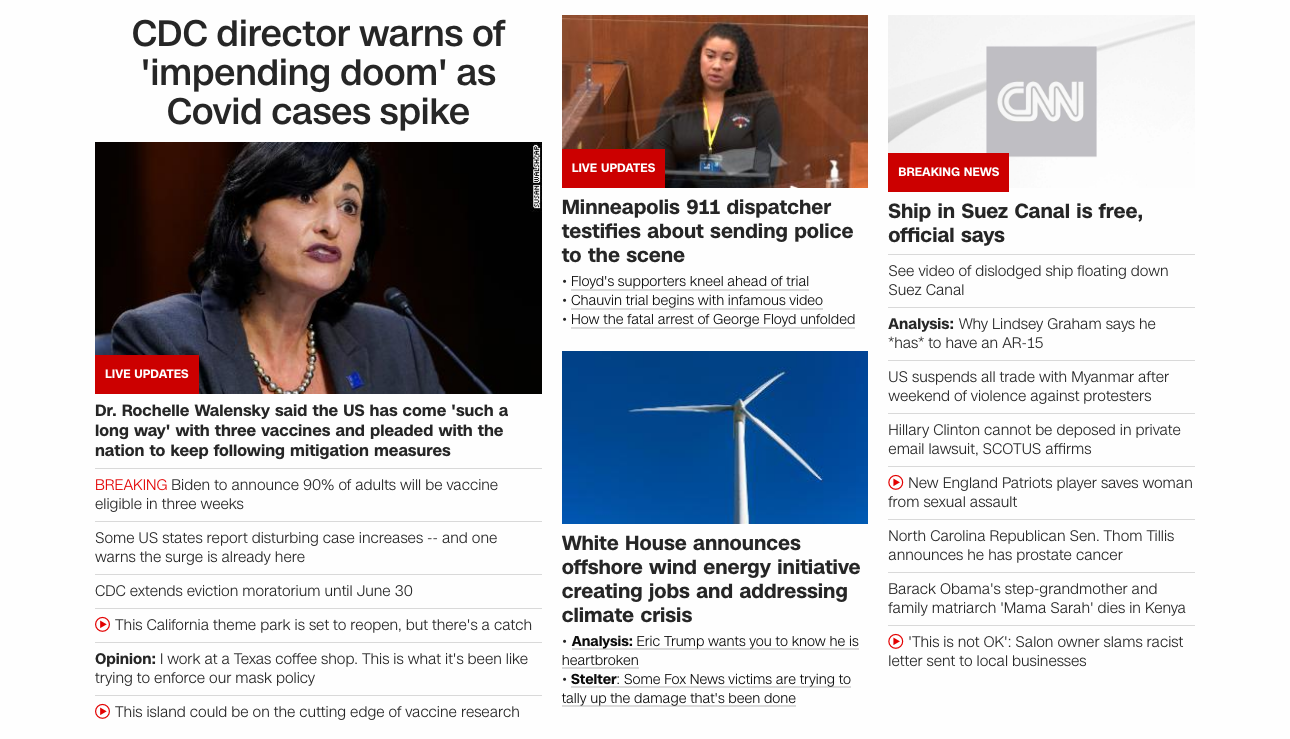 CDC director warns of
'impending doom' as
Covid cases spike
SUSAN WALSH/AP
LIVE UPDATES
Dr. Rochelle Walensky said the US has come 'such a
long way' with three vaccines and pleaded with the
nation to keep following mitigation measures
BREAKING Biden to announce 90% of adults will be vaccine
eligible in three weeks
Some US states report disturbing case increases -- and one
warns the surge is already here
CDC extends eviction moratorium until June 30
This California theme park is set to reopen, but there's a catch
Opinion: I work at a Texas coffee shop. This is what it's been like
trying to enforce our mask policy
This island could be on the cutting edge of vaccine research
LIVE UPDATES
Minneapolis 911 dispatcher
testifies about sending police
to the scene
• Floyd's supporters kneel ahead of trial
• Chauvin trial begins with infamous video
• How the fatal arrest of George Floyd unfolded
White House announces
offshore wind energy initiative
creating jobs and addressing
climate crisis
• Analysis: Eric Trump wants you to know he is
heartbroken
• Stelter: Some Fox News victims are trying to
tally up the damage that's been done
CNN
BREAKING NEWS
Ship in Suez Canal is free,
official says
See video of dislodged ship floating down
Suez Canal
Analysis: Why Lindsey Graham says he
*has* to have an AR-15
US suspends all trade with Myanmar after
weekend of violence against protesters
Hillary Clinton cannot be deposed in private
email lawsuit, SCOTUS affirms
New England Patriots player saves woman
from sexual assault
North Carolina Republican Sen. Thom Tillis
announces he has prostate cancer
Barack Obama's step-grandmother and
family matriarch 'Mama Sarah' dies in Kenya
'This is not OK': Salon owner slams racist
letter sent to local businesses